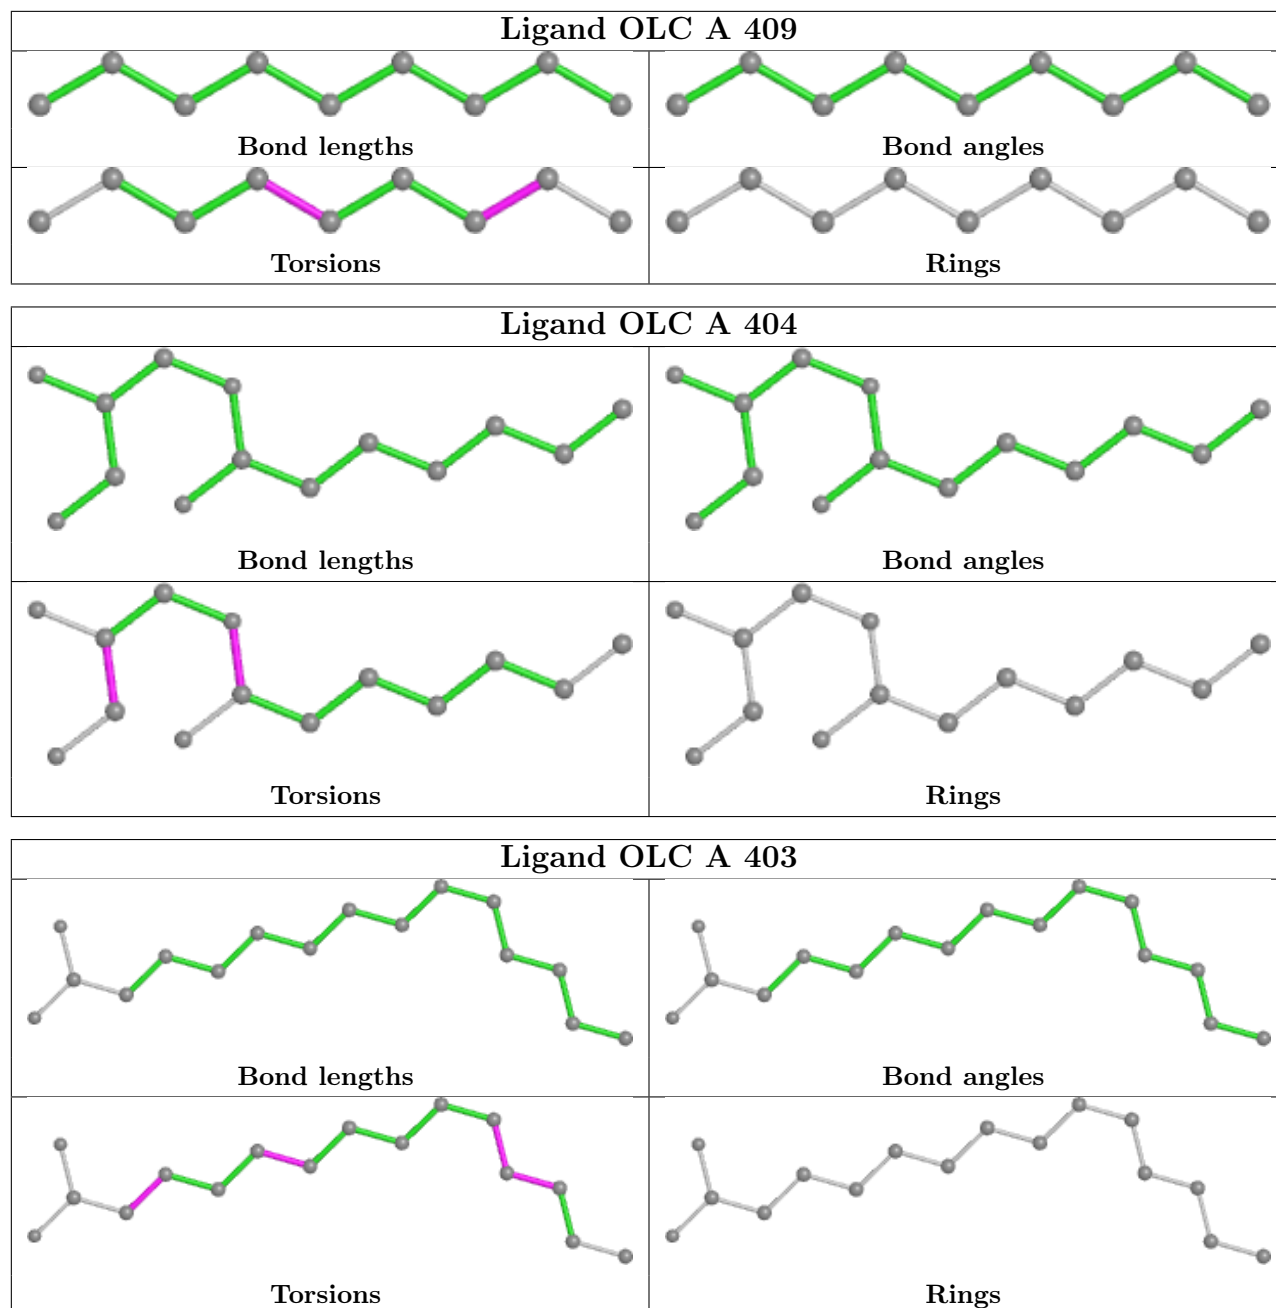 Ligand OLC A 409
Bond lengths
Bond angles
Torsions
Rings
Ligand OLC A 404
Bond lengths
Bond angles
Torsions
Rings
Ligand OLC A 403
Bond lengths
Bond angles
Torsions
Rings